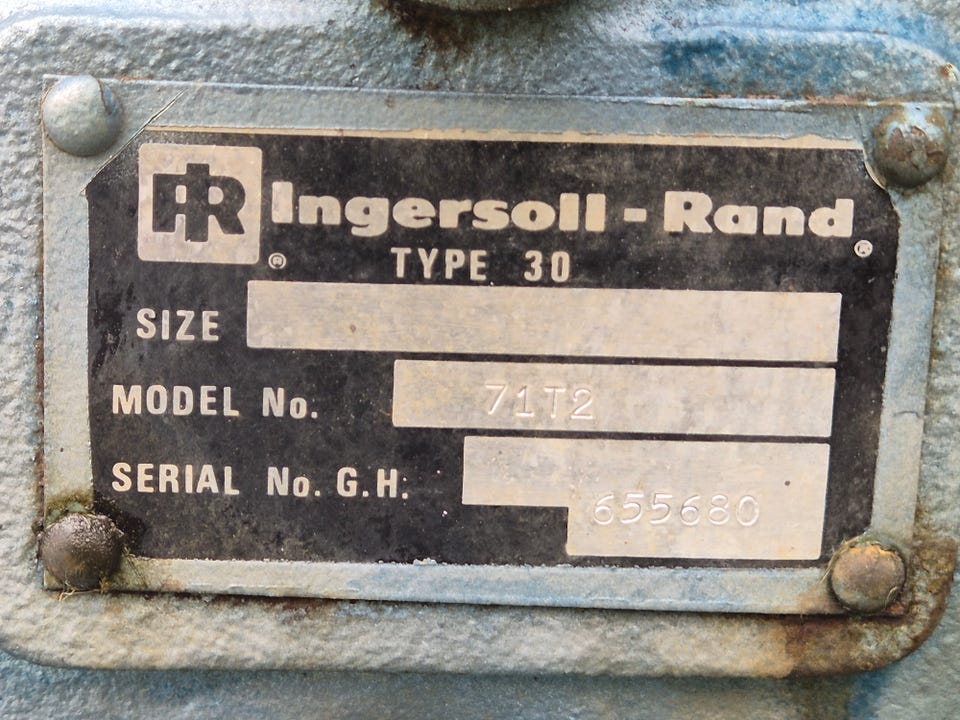 IR Ingersoll-Rand ®
® TYPE 30
SIZE
MODEL No. 71T2
SERIAL No. G.H. 655680